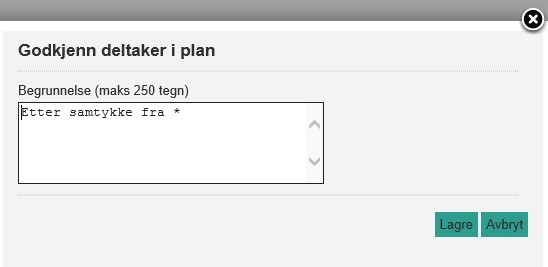 Godkjenn deltaker i plan
Begrunnelse (maks 250 tegn)
Etter samtykke fra *
Lagre Avbryt